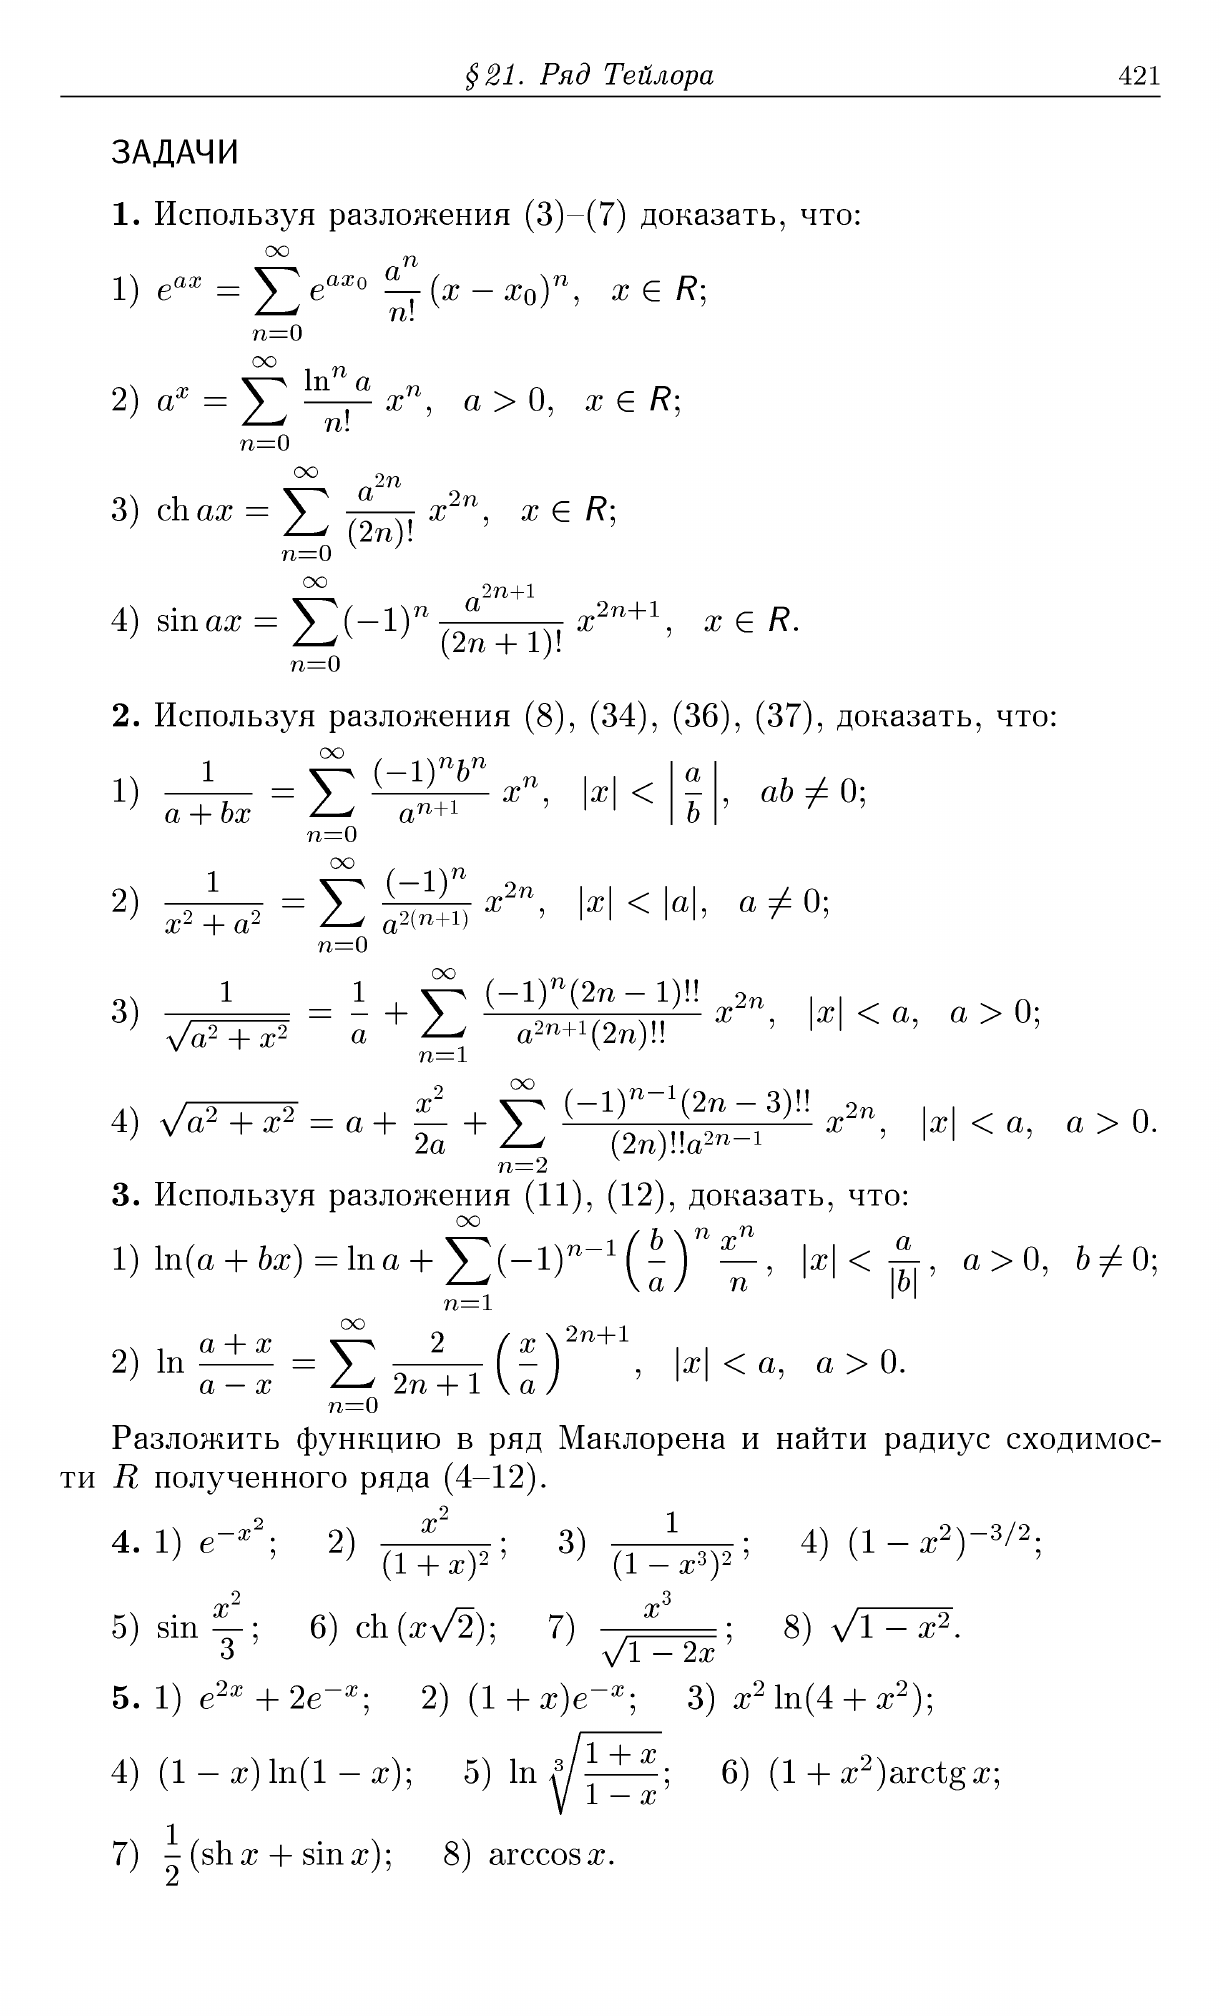 § 21. Ряд Тейлора 421
ЗАДАЧИ
1. Используя разложения (3)–(7) доказать, что:
1) $e^{ax} = \sum_{n=0}^{\infty} e^{ax_0} \frac{a^n}{n!} (x - x_0)^n, \quad x \in R;$
2) $a^x = \sum_{n=0}^{\infty} \frac{\ln^n a}{n!} x^n, \quad a > 0, \quad x \in R;$
3) $\operatorname{ch} ax = \sum_{n=0}^{\infty} \frac{a^{2n}}{(2n)!} x^{2n}, \quad x \in R;$
4) $\sin ax = \sum_{n=0}^{\infty} (-1)^n \frac{a^{2n+1}}{(2n+1)!} x^{2n+1}, \quad x \in R.$
2. Используя разложения (8), (34), (36), (37), доказать, что:
1) $\frac{1}{a+bx} = \sum_{n=0}^{\infty} \frac{(-1)^n b^n}{a^{n+1}} x^n, \quad |x| < \left|\frac{a}{b}\right|, \quad ab \neq 0;$
2) $\frac{1}{x^2+a^2} = \sum_{n=0}^{\infty} \frac{(-1)^n}{a^{2(n+1)}} x^{2n}, \quad |x| < |a|, \quad a \neq 0;$
3) $\frac{1}{\sqrt{a^2+x^2}} = \frac{1}{a} + \sum_{n=1}^{\infty} \frac{(-1)^n (2n-1)!!}{a^{2n+1}(2n)!!} x^{2n}, \quad |x| < a, \quad a > 0;$
4) $\sqrt{a^2+x^2} = a + \frac{x^2}{2a} + \sum_{n=2}^{\infty} \frac{(-1)^{n-1}(2n-3)!!}{(2n)!!a^{2n-1}} x^{2n}, \quad |x| < a, \quad a > 0.$
3. Используя разложения (11), (12), доказать, что:
1) $\ln(a+bx) = \ln a + \sum_{n=1}^{\infty} (-1)^{n-1} \left(\frac{b}{a}\right)^n \frac{x^n}{n}, \quad |x| < \frac{a}{|b|}, \quad a > 0, \quad b \neq 0;$
2) $\ln \frac{a+x}{a-x} = \sum_{n=0}^{\infty} \frac{2}{2n+1} \left(\frac{x}{a}\right)^{2n+1}, \quad |x| < a, \quad a > 0.$
Разложить функцию в ряд Маклорена и найти радиус сходимос-
ти R полученного ряда (4–12).
4. 1) $e^{-x^2}$; 2) $\frac{x^2}{(1+x)^2}$; 3) $\frac{1}{(1-x^3)^2}$; 4) $(1-x^2)^{-3/2}$;
5) $\sin \frac{x^2}{3}$; 6) $\operatorname{ch}(x\sqrt{2})$; 7) $\frac{x^3}{\sqrt{1-2x}}$; 8) $\sqrt{1-x^2}$.
5. 1) $e^{2x} + 2e^{-x}$; 2) $(1+x)e^{-x}$; 3) $x^2 \ln(4+x^2)$;
4) $(1-x)\ln(1-x)$; 5) $\ln \sqrt[3]{\frac{1+x}{1-x}}$; 6) $(1+x^2)\operatorname{arctg} x$;
7) $\frac{1}{2}(\operatorname{sh} x + \sin x)$; 8) $\arccos x$.